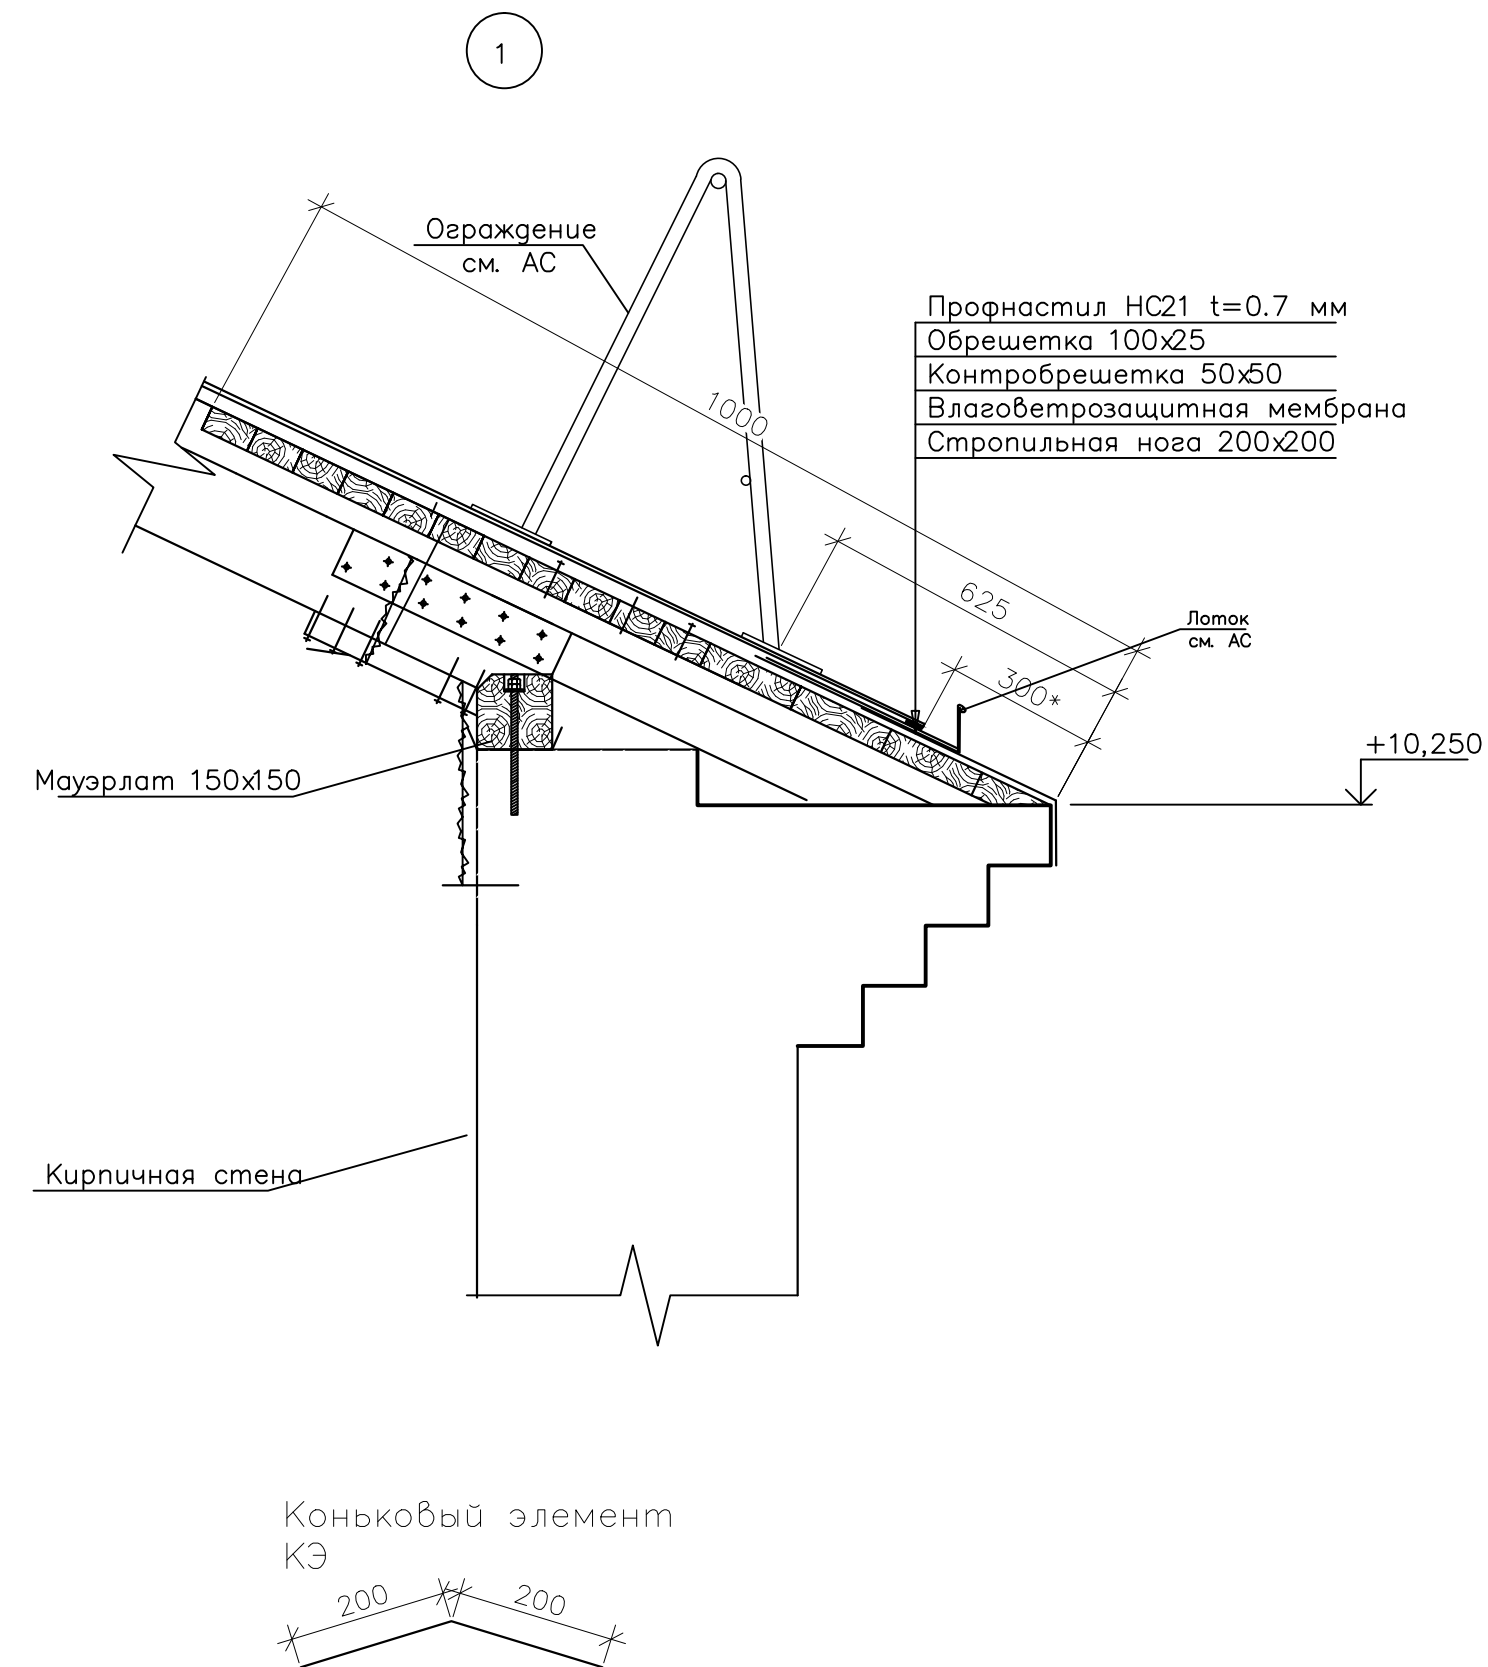 1
Ограждение
см. АС
Профнастил НС21 t=0.7 мм
Обрешетка 100х25
Контробрешетка 50х50
Влаговетрозащитная мембрана
Стропильная нога 200х200
1000
625
300*
Лоток
см. АС
+10,250
Мауэрлат 150х150
Кирпичная стена
Коньковый элемент
КЭ
200
200